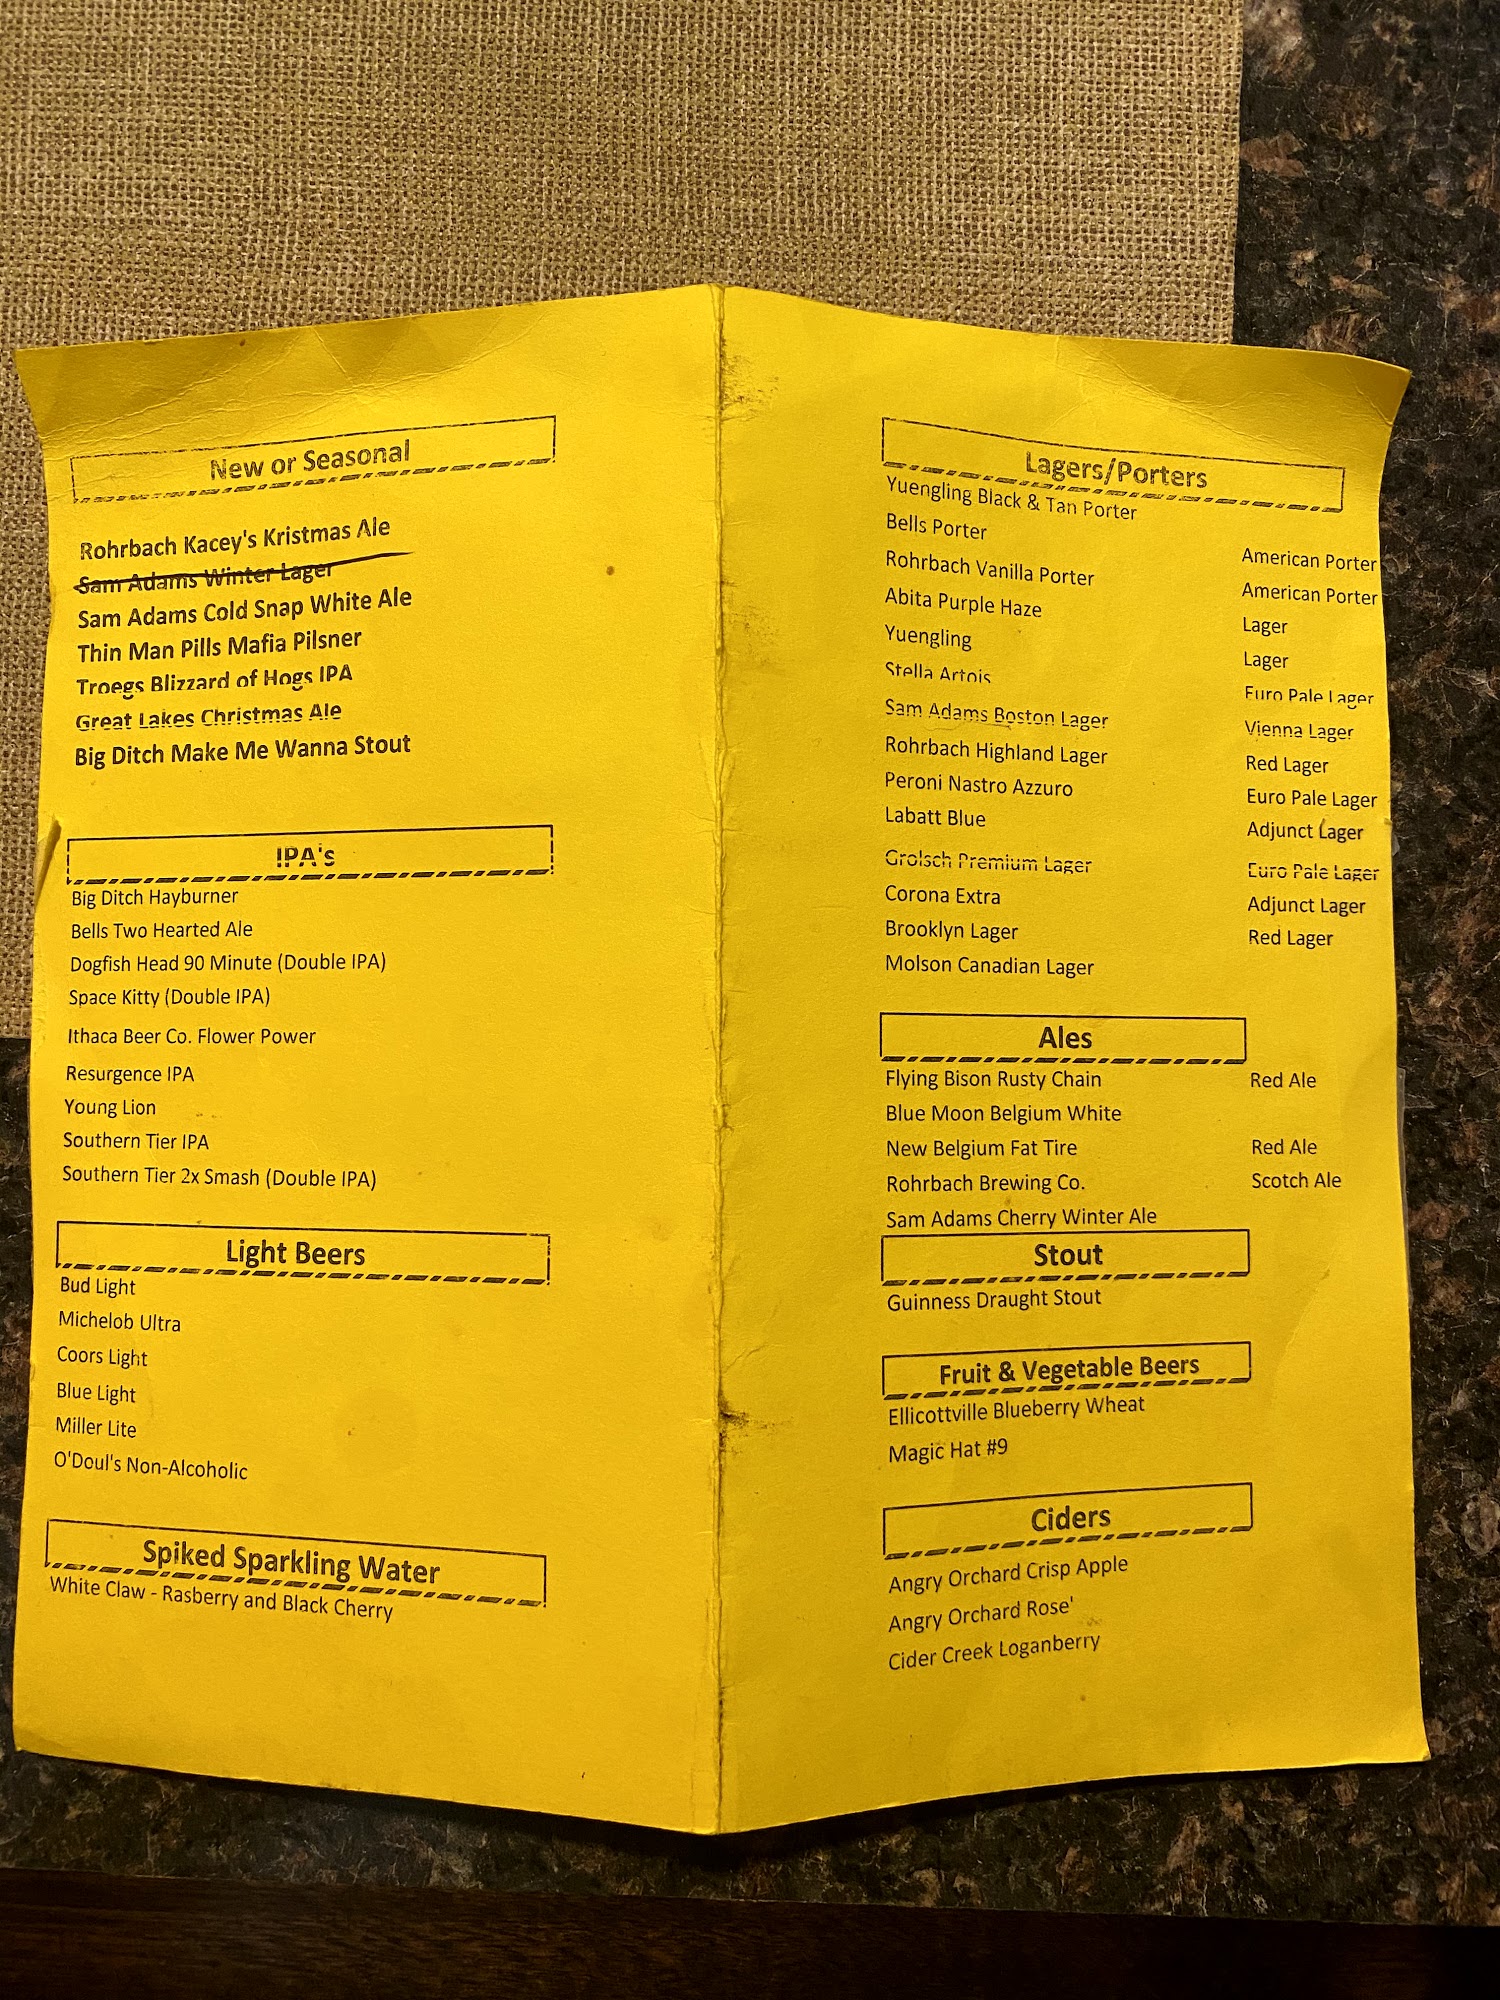 New or Seasonal
Rohrbach Kacey's Kristmas Ale
Sam Adams Winter Lager
Sam Adams Cold Snap White Ale
Thin Man Pills Mafia Pilsner
Troegs Blizzard of Hogs IPA
Great Lakes Christmas Ale
Big Ditch Make Me Wanna Stout
IPA's
Big Ditch Hayburner
Bells Two Hearted Ale
Dogfish Head 90 Minute (Double IPA)
Space Kitty (Double IPA)
Ithaca Beer Co. Flower Power
Resurgence IPA
Young Lion
Southern Tier IPA
Southern Tier 2x Smash (Double IPA)
Light Beers
Bud Light
Michelob Ultra
Coors Light
Blue Light
Miller Lite
O'Doul's Non-Alcoholic
Spiked Sparkling Water
White Claw - Rasberry and Black Cherry
Lagers/Porters
Yuengling Black & Tan Porter
Bells Porter American Porter
Rohrbach Vanilla Porter American Porter
Abita Purple Haze Lager
Yuengling Lager
Stella Artois Euro Pale Lager
Sam Adams Boston Lager Vienna Lager
Rohrbach Highland Lager Red Lager
Peroni Nastro Azzuro Euro Pale Lager
Labatt Blue Adjunct Lager
Grolsch Premium Lager Euro Pale Lager
Corona Extra Adjunct Lager
Brooklyn Lager Red Lager
Molson Canadian Lager
Ales
Flying Bison Rusty Chain Red Ale
Blue Moon Belgium White
New Belgium Fat Tire Red Ale
Rohrbach Brewing Co. Scotch Ale
Sam Adams Cherry Winter Ale
Stout
Guinness Draught Stout
Fruit & Vegetable Beers
Ellicottville Blueberry Wheat
Magic Hat #9
Ciders
Angry Orchard Crisp Apple
Angry Orchard Rose'
Cider Creek Loganberry